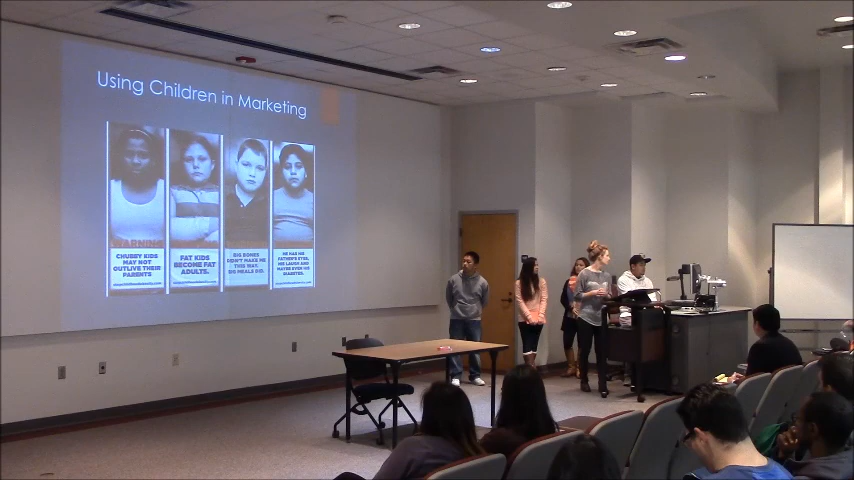 Using Children in Marketing
WARNING
CHUBBY KIDS
MAY NOT
OUTLIVE THEIR
PARENTS
FAT KIDS
BECOME FAT
ADULTS.
BIG BONES
DIDN'T MAKE ME
THIS WAY.
BIG MEALS DID.
HE HAS HIS
FATHER'S EYES,
HIS LAUGH AND
MAYBE EVEN HIS
DIABETES.